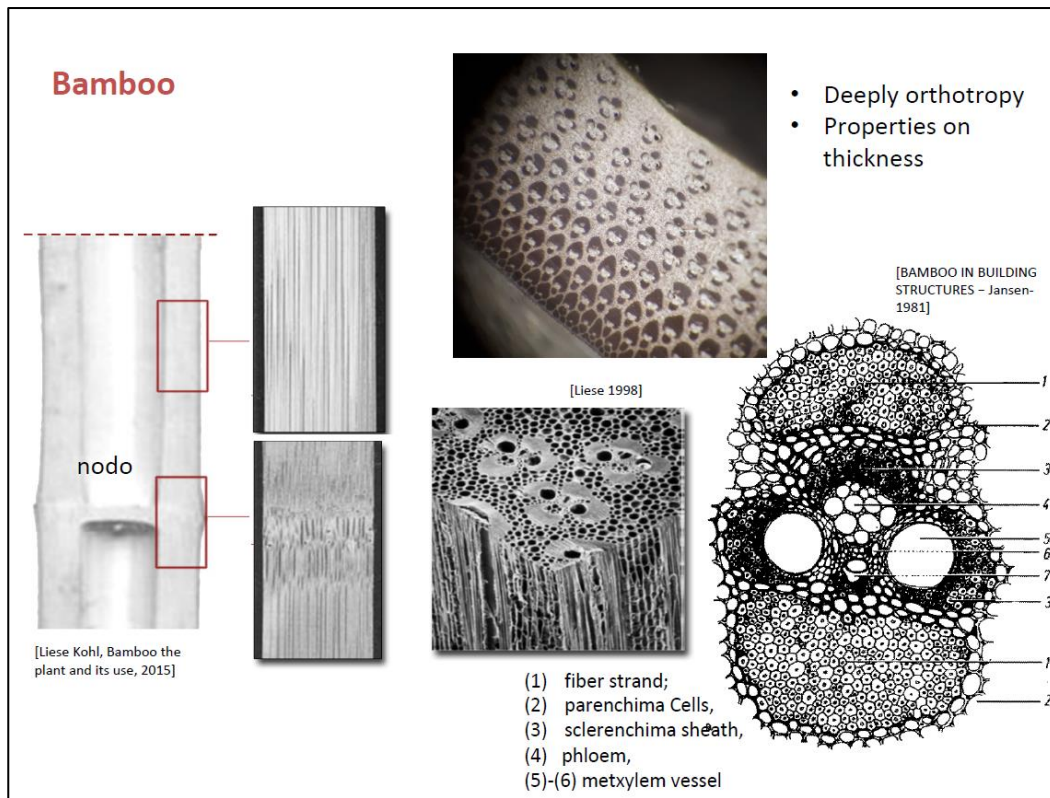 Bamboo
• Deeply orthotropy
• Properties on
thickness
[BAMBOO IN BUILDING
STRUCTURES – Jansen-
1981]
nodo
[Liese Kohl, Bamboo the
plant and its use, 2015]
[Liese 1998]
1
2
3
4
5
6
7
3
1
2
(1) fiber strand;
(2) parenchima Cells,
(3) sclerenchima sheath,
(4) phloem,
(5)-(6) metxylem vessel